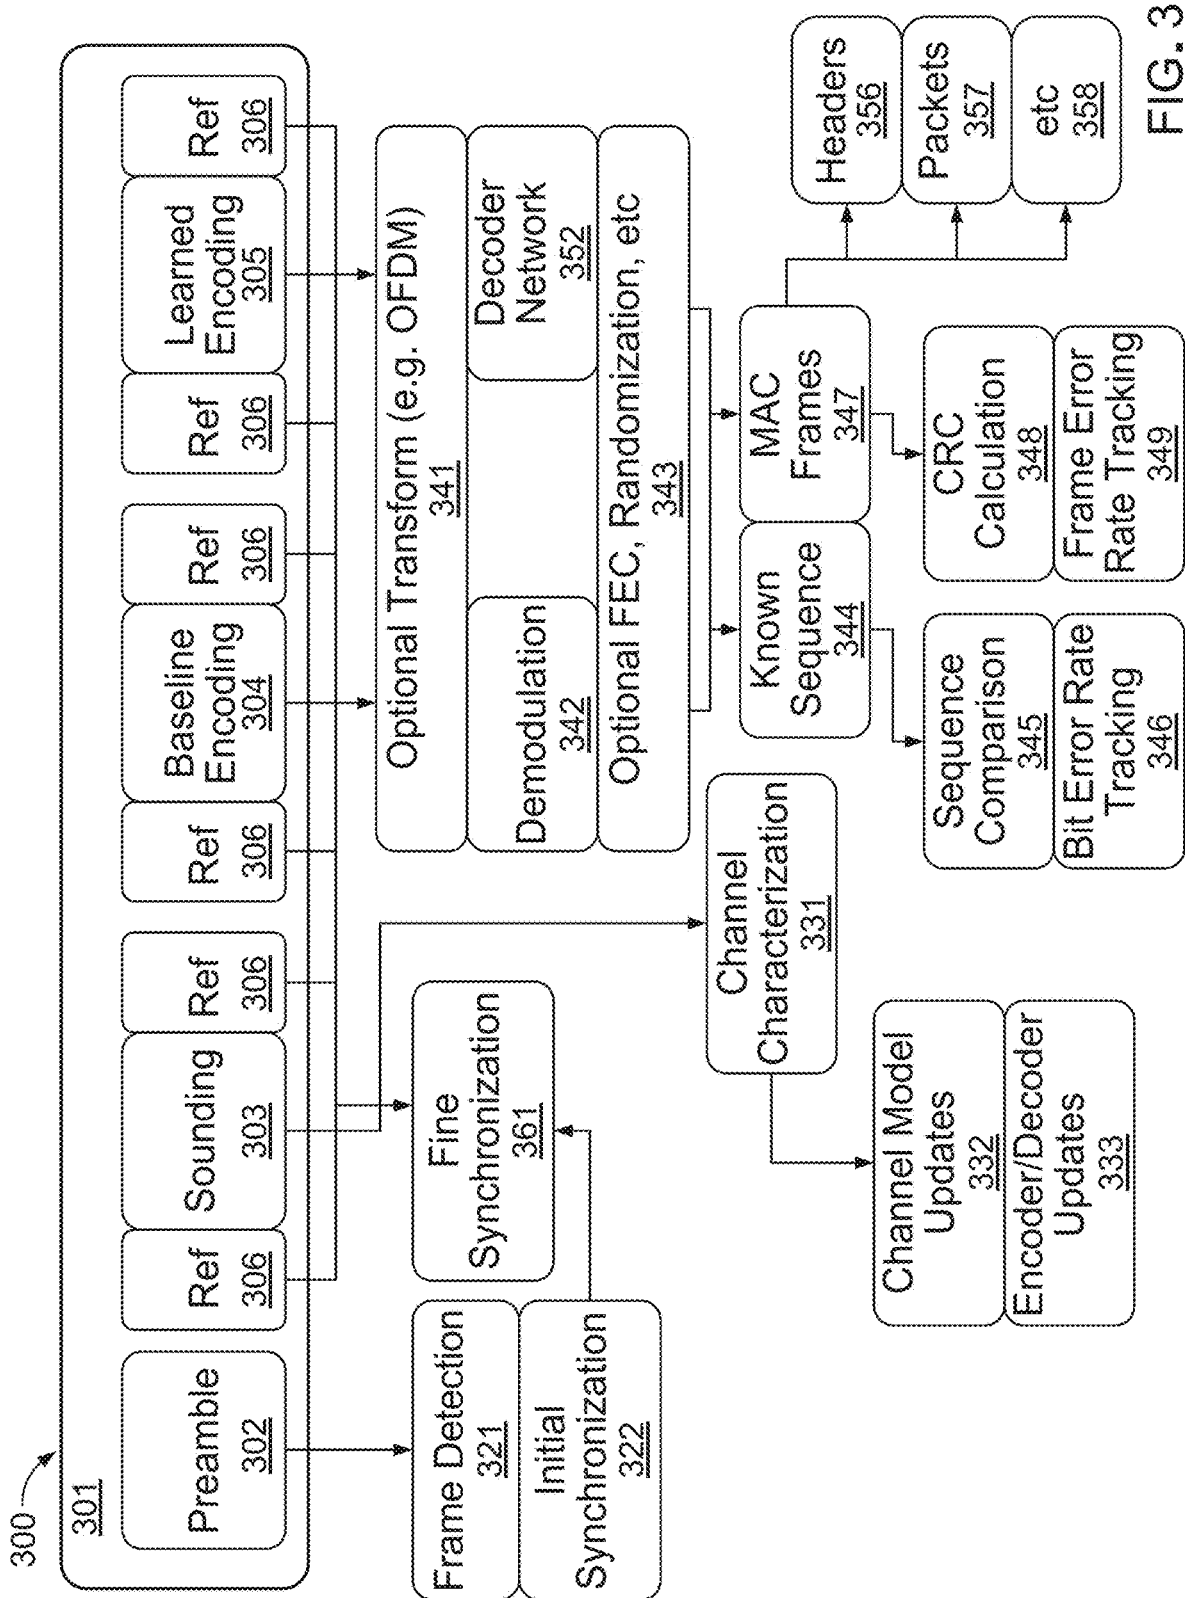 300
301
Preamble
302
Ref
306
Sounding
303
Ref
306
Ref
306
Baseline
Encoding
304
Ref
306
Ref
306
Learned
Encoding
305
Ref
306
Frame Detection
321
Initial
Synchronization
322
Fine
Synchronization
361
Optional Transform (e.g. OFDM)
341
Demodulation
342
Decoder
Network
352
Optional FEC, Randomization, etc
343
Channel
Characterization
331
Channel Model
Updates
332
Encoder/Decoder
Updates
333
Known
Sequence
344
MAC
Frames
347
Sequence
Comparison
345
Bit Error Rate
Tracking
346
CRC
Calculation
348
Frame Error
Rate Tracking
349
Headers
356
Packets
357
etc
358
FIG. 3